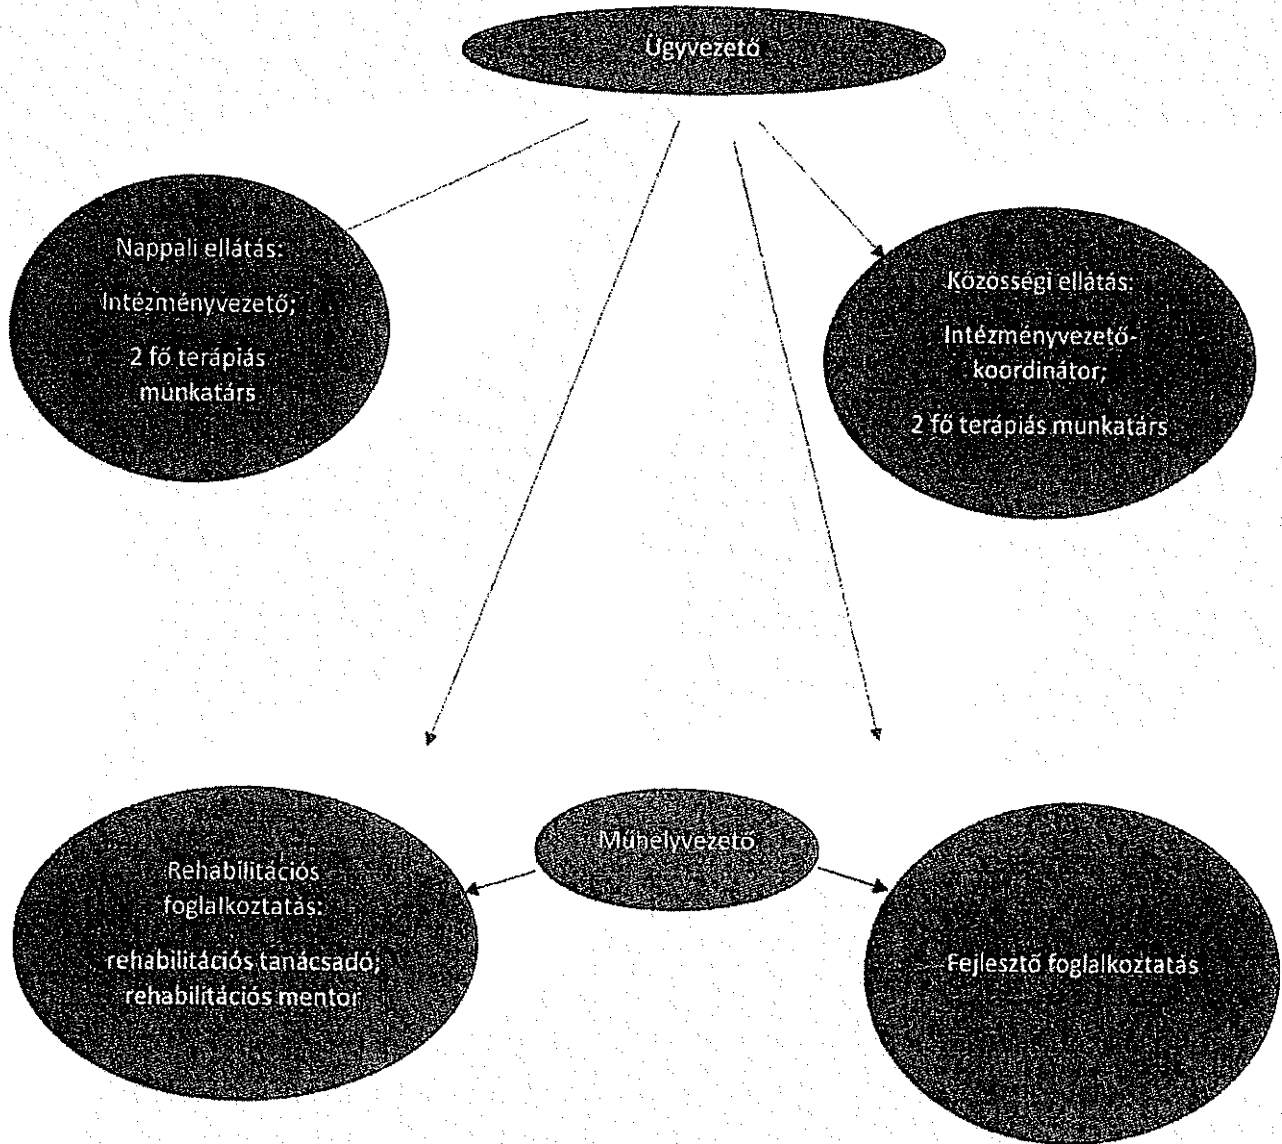 Ügyvezető
Nappali ellátás:
Intézményvezető;
2 fő terápiás
munkatárs
Közösségi ellátás:
Intézményvezető-
koordinátor;
2 fő terápiás munkatárs
Rehabilitációs
foglalkoztatás:
rehabilitációs tanácsadó;
rehabilitációs mentor
Műhelyvezető
Fejlesztő foglalkoztatás